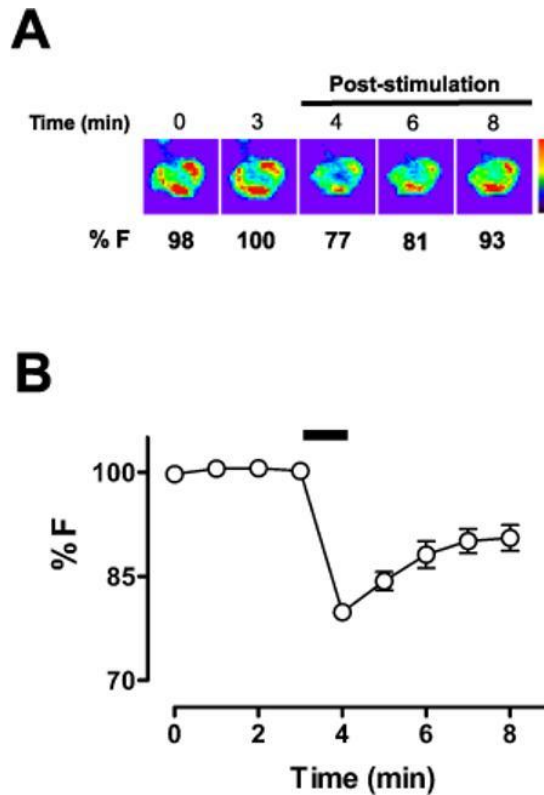 A
Post-stimulation
Time (min) 0 3 4 6 8
% F 98 100 77 81 93
B
100
85
70
% F
0 2 4 6 8
Time (min)